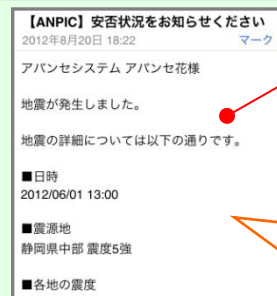 【ANPIC】安否状況をお知らせください
2012年8月20日 18:22 マーク
アバンセシステム アバンセ花様
地震が発生しました。
地震の詳細については以下の通りです。
■日時
2012/06/01 13:00
■震源地
静岡県中部 震度5強
■各地の震度